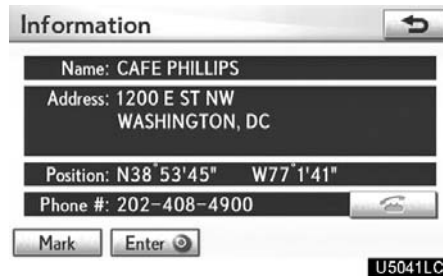 Information
Name: CAFE PHILLIPS
Address: 1200 E ST NW
WASHINGTON, DC
Position: N38°53'45" W77°1'41"
Phone #: 202-408-4900
Mark Enter
U5041LC